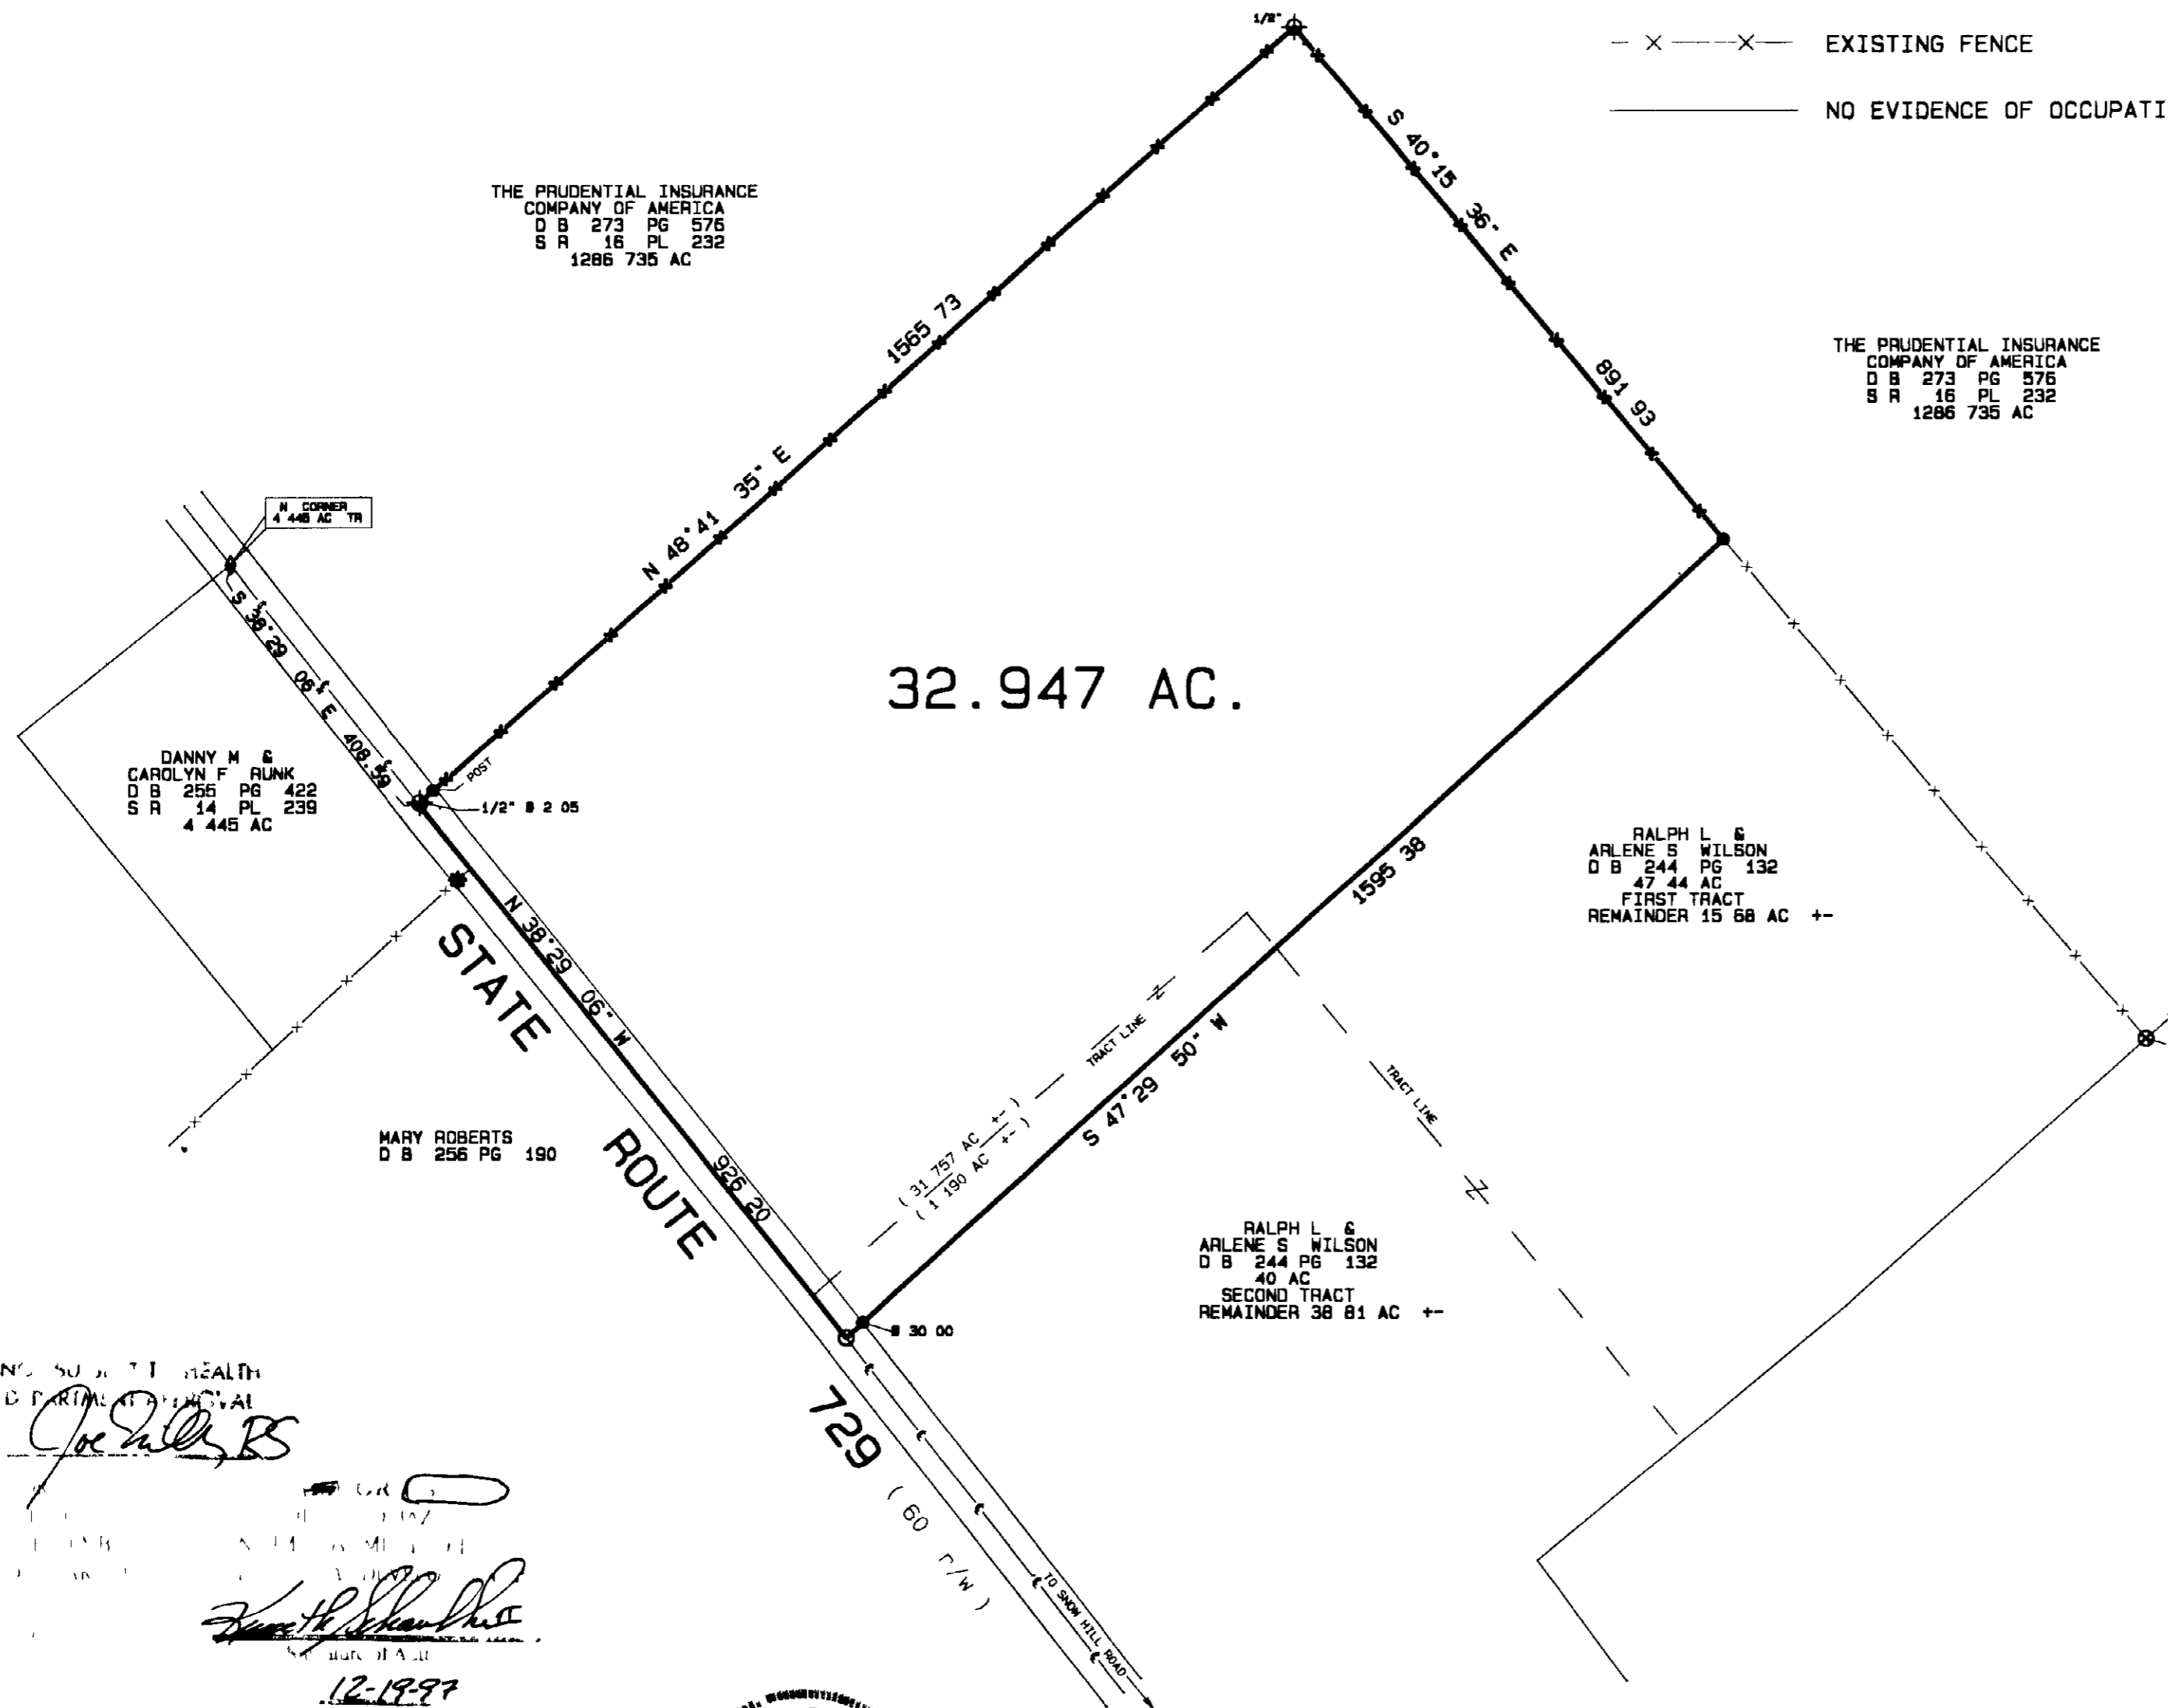 1/2"
EXISTING FENCE
NO EVIDENCE OF OCCUPATI
S 40°15 36" E
891 93
THE PRUDENTIAL INSURANCE
COMPANY OF AMERICA
D B 273 PG 576
S R 16 PL 232
1286 735 AC
THE PRUDENTIAL INSURANCE
COMPANY OF AMERICA
D B 273 PG 576
S R 16 PL 232
1286 735 AC
1565 73
N 48°41 35" E
N CORNER
4 445 AC TR
S 38°29 06" E 408.59
POST
1/2" @ 2 05
32.947 AC.
DANNY M &
CAROLYN F RUNK
D B 255 PG 422
S R 14 PL 239
4 445 AC
RALPH L &
ARLENE S WILSON
D B 244 PG 132
47 44 AC
FIRST TRACT
REMAINDER 15 68 AC +-
1595 38
S 47°29 50" W
N 38°29 06" W
926 20
TRACT LINE
TRACT LINE
( 31 757 AC +- )
( 1 190 AC +- )
MARY ROBERTS
D B 256 PG 190
RALPH L &
ARLENE S WILSON
D B 244 PG 132
40 AC
SECOND TRACT
REMAINDER 38 81 AC +-
@ 30 00
STATE ROUTE 729 ( 60 r/w )
TO SNOW HILL ROAD
HEALTH
12-19-97